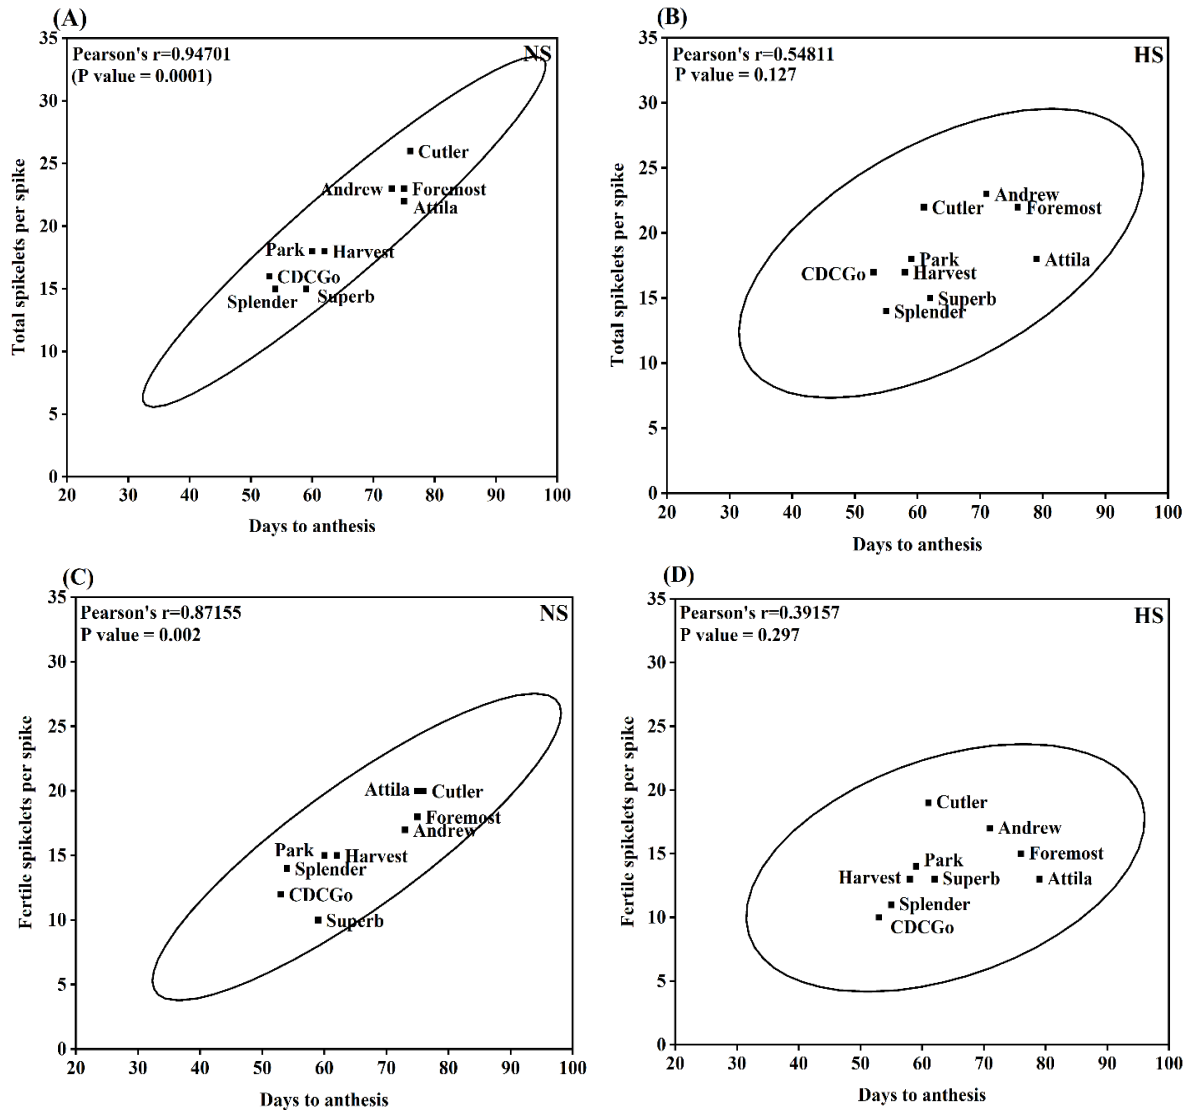 (A)
Pearson's r=0.94701
(P value = 0.0001)
NS
Total spikelets per spike
35
30
25
20
15
10
5
0
Cutler
Andrew
Foremost
Attila
Park
Harvest
CDCGo
Splender
Superb
20 30 40 50 60 70 80 90 100
Days to anthesis
(B)
Pearson's r=0.54811
P value = 0.127
HS
Total spikelets per spike
35
30
25
20
15
10
5
0
Andrew
Cutler
Foremost
Park
Attila
CDCGo
Harvest
Superb
Splender
20 30 40 50 60 70 80 90 100
Days to anthesis
(C)
Pearson's r=0.87155
P value = 0.002
NS
Fertile spikelets per spike
35
30
25
20
15
10
5
0
Attila
Cutler
Foremost
Andrew
Park
Harvest
Splender
CDCGo
Superb
20 30 40 50 60 70 80 90 100
Days to anthesis
(D)
Pearson's r=0.39157
P value = 0.297
HS
Fertile spikelets per spike
35
30
25
20
15
10
5
0
Cutler
Andrew
Foremost
Park
Harvest
Superb
Attila
Splender
CDCGo
20 30 40 50 60 70 80 90 100
Days to anthesis